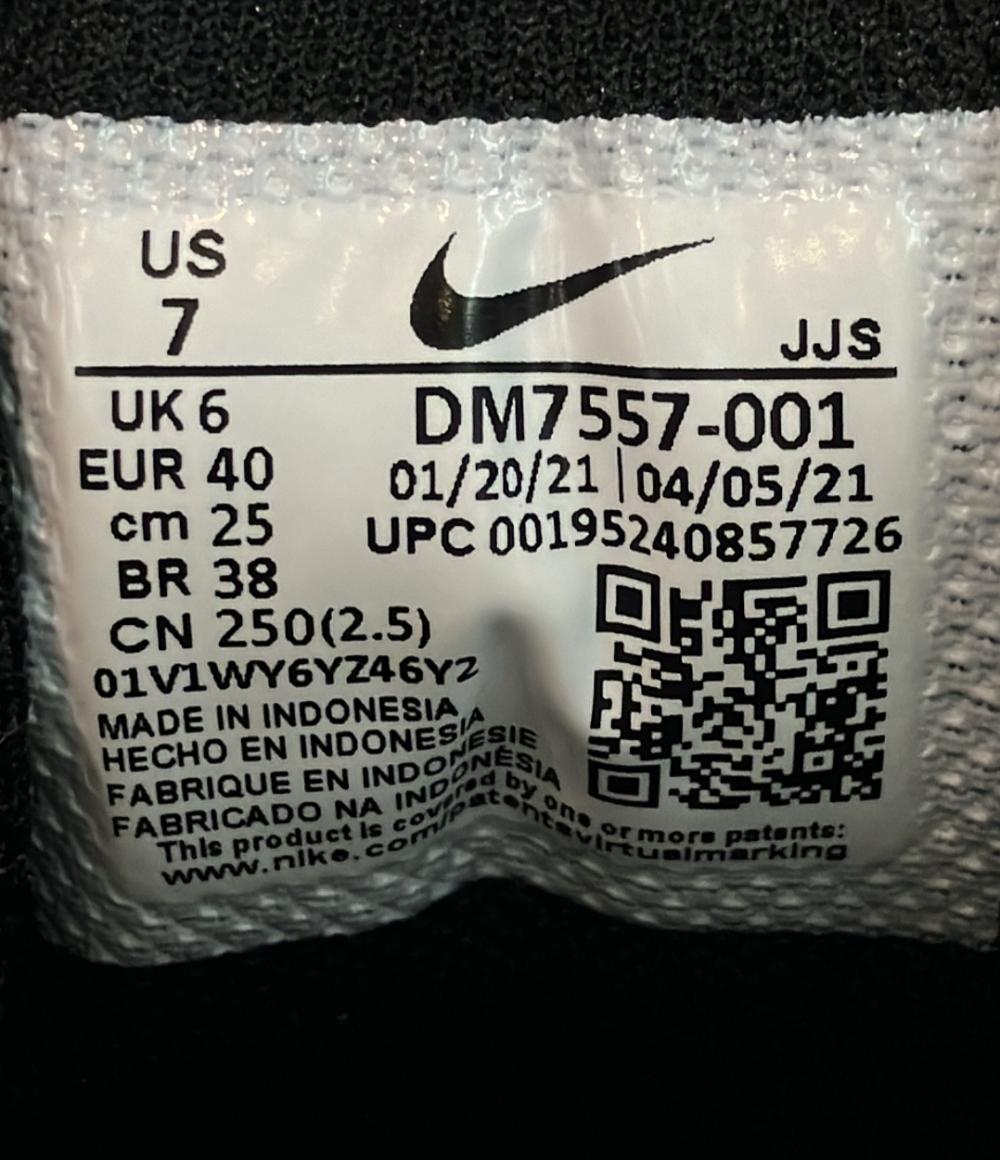 US
7
JJS
UK 6
EUR 40
cm 25
BR 38
CN 250(2.5)
DM7557-001
01/20/21 | 04/05/21
UPC 00195240857726
01V1WY6YZ46Y2
MADE IN INDONESIA
HECHO EN INDONESIA
FABRIQUE EN INDONESIE
FABRICADO NA INDONÉSIA
This product is covered by one or more patents:
www.nike.com/patentsvirtualmarking